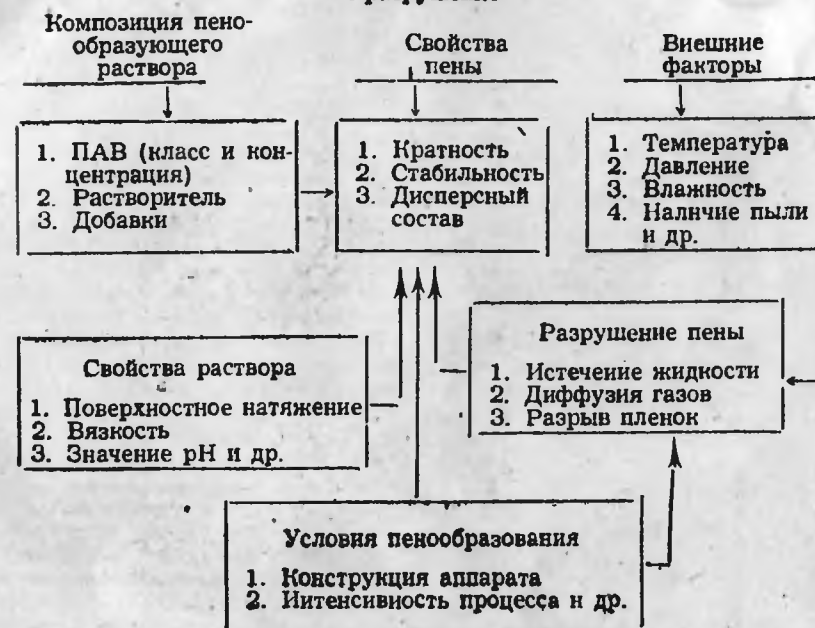 Композиция пено-
образующего
раствора
Свойства
пены
Внешние
факторы
1. ПАВ (класс и кон-
центрация)
2. Растворитель
3. Добавки
1. Кратность
2. Стабильность
3. Дисперсный
состав
1. Температура
2. Давление
3. Влажность
4. Наличие пыли
и др.
Свойства раствора
1. Поверхностное натяжение
2. Вязкость
3. Значение pH и др.
Разрушение пены
1. Истечение жидкости
2. Диффузия газов
3. Разрыв пленок
Условия пенообразования
1. Конструкция аппарата
2. Интенсивность процесса и др.